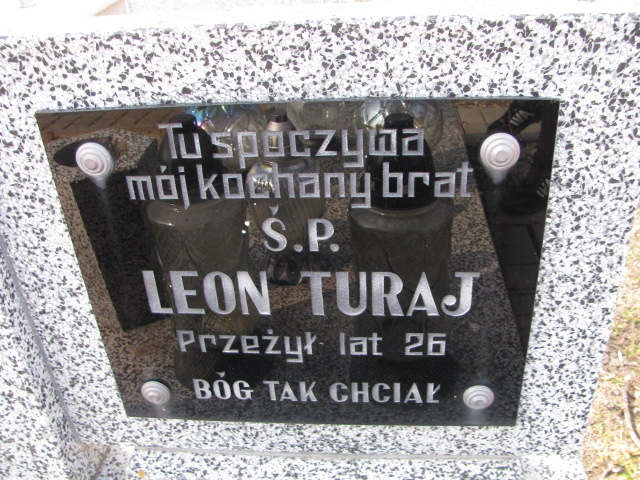 Tu spoczywa
mój kochany brat
Ś.P.
LEON TURAJ
Przeżył lat 26
BÓG TAK CHCIAŁ